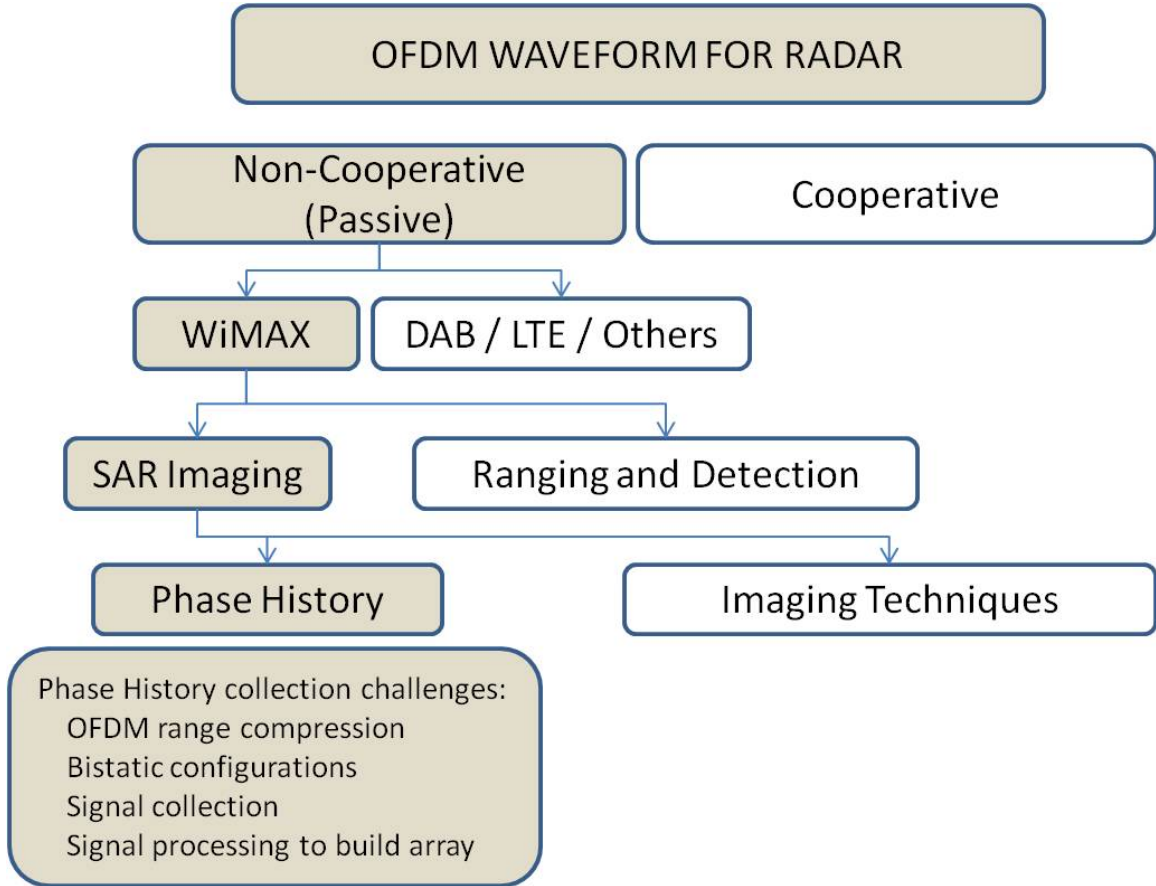 OFDM WAVEFORM FOR RADAR
Non-Cooperative
(Passive)
Cooperative
WiMAX
DAB / LTE / Others
SAR Imaging
Ranging and Detection
Phase History
Imaging Techniques
Phase History collection challenges:
OFDM range compression
Bistatic configurations
Signal collection
Signal processing to build array